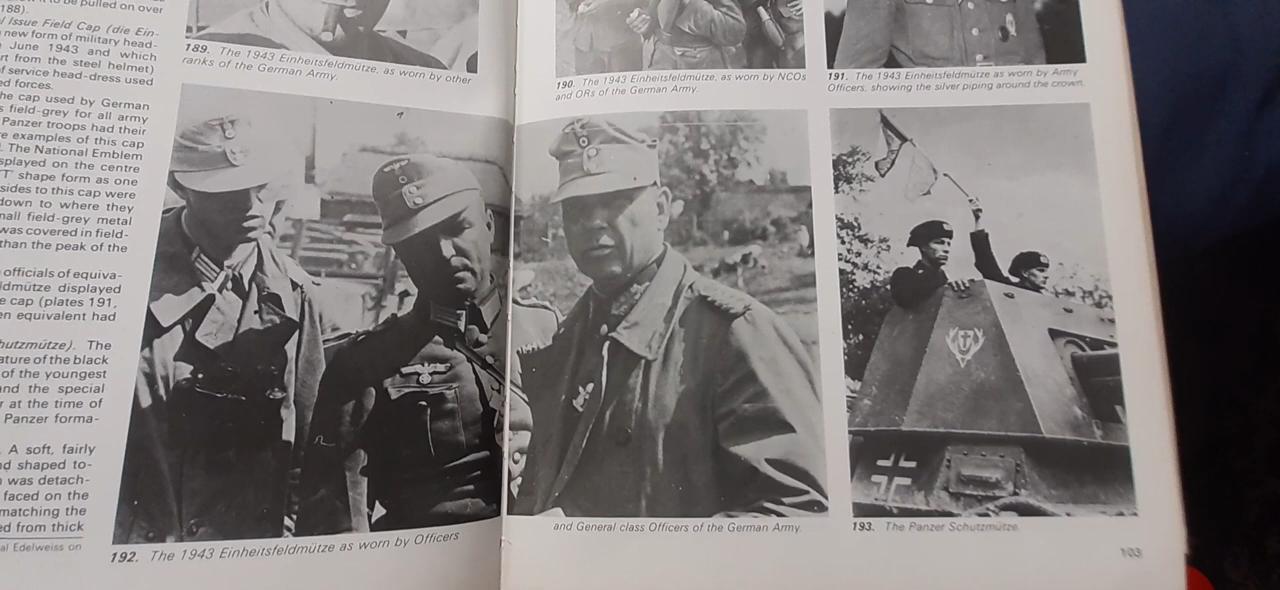 to be pulled on over
188).
l Issue Field Cap (die Ein-
new form of military head-
June 1943 and which
rt from the steel helmet)
f service head-dress used
ed forces.
he cap used by German
s field-grey for all army
Panzer troops had their
re examples of this cap
. The National Emblem
splayed on the centre
'T' shape form as one
sides to this cap were
down to where they
nall field-grey metal
was covered in field-
than the peak of the
officials of equiva-
ldmütze displayed
e cap (plates 191,
en equivalent had
hutzmütze). The
ature of the black
of the youngest
nd the special
r at the time of
Panzer forma-
A soft, fairly
nd shaped to-
was detach-
faced on the
matching the
ed from thick
al Edelweiss on
189. The 1943 Einheitsfeldmütze, as worn by other
ranks of the German Army.
192. The 1943 Einheitsfeldmütze as worn by Officers
190. The 1943 Einheitsfeldmütze, as worn by NCOs
and ORs of the German Army.
191. The 1943 Einheitsfeldmütze as worn by Army
Officers, showing the silver piping around the crown.
and General class Officers of the German Army.
193. The Panzer Schutzmütze.
103